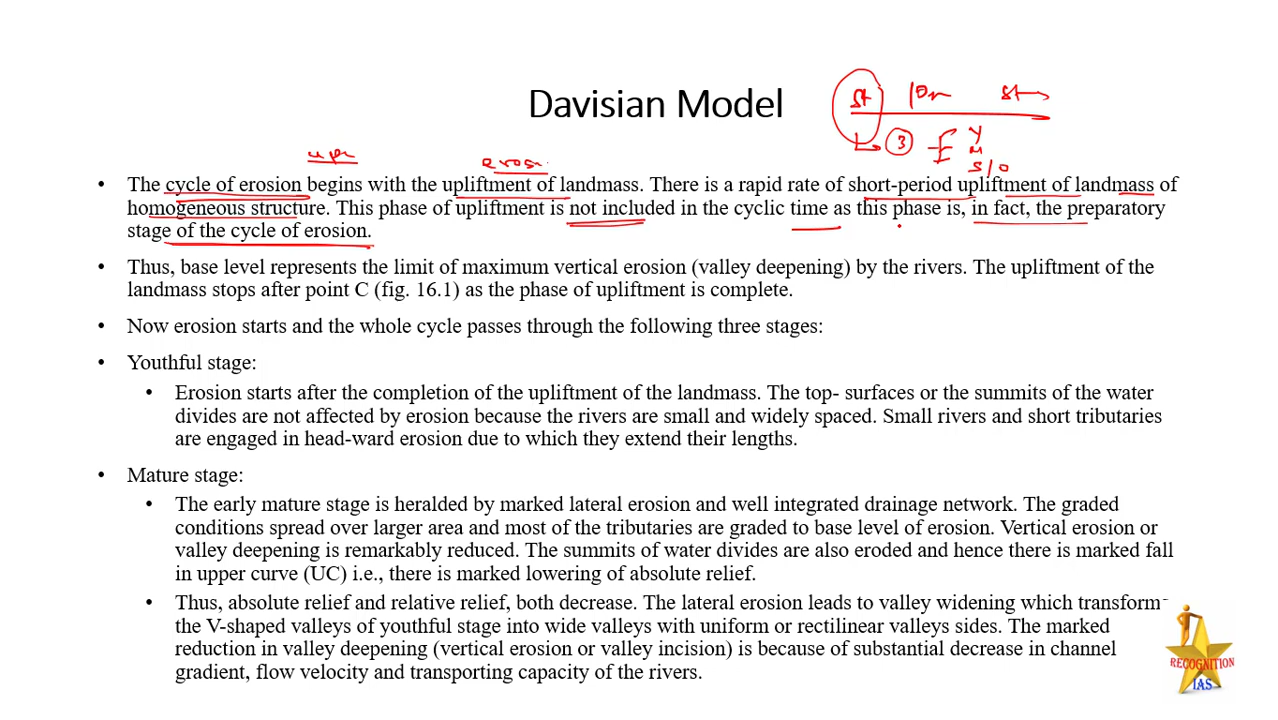 Davisian Model
St
3
Y
M
S/O
• The cycle of erosion begins with the upliftment of landmass. There is a rapid rate of short-period upliftment of landmass of
homogeneous structure. This phase of upliftment is not included in the cyclic time as this phase is, in fact, the preparatory
stage of the cycle of erosion.
• Thus, base level represents the limit of maximum vertical erosion (valley deepening) by the rivers. The upliftment of the
landmass stops after point C (fig. 16.1) as the phase of upliftment is complete.
• Now erosion starts and the whole cycle passes through the following three stages:
• Youthful stage:
• Erosion starts after the completion of the upliftment of the landmass. The top- surfaces or the summits of the water
divides are not affected by erosion because the rivers are small and widely spaced. Small rivers and short tributaries
are engaged in head-ward erosion due to which they extend their lengths.
• Mature stage:
• The early mature stage is heralded by marked lateral erosion and well integrated drainage network. The graded
conditions spread over larger area and most of the tributaries are graded to base level of erosion. Vertical erosion or
valley deepening is remarkably reduced. The summits of water divides are also eroded and hence there is marked fall
in upper curve (UC) i.e., there is marked lowering of absolute relief.
• Thus, absolute relief and relative relief, both decrease. The lateral erosion leads to valley widening which transform
the V-shaped valleys of youthful stage into wide valleys with uniform or rectilinear valleys sides. The marked
reduction in valley deepening (vertical erosion or valley incision) is because of substantial decrease in channel
gradient, flow velocity and transporting capacity of the rivers.
RECOGNITION
IAS